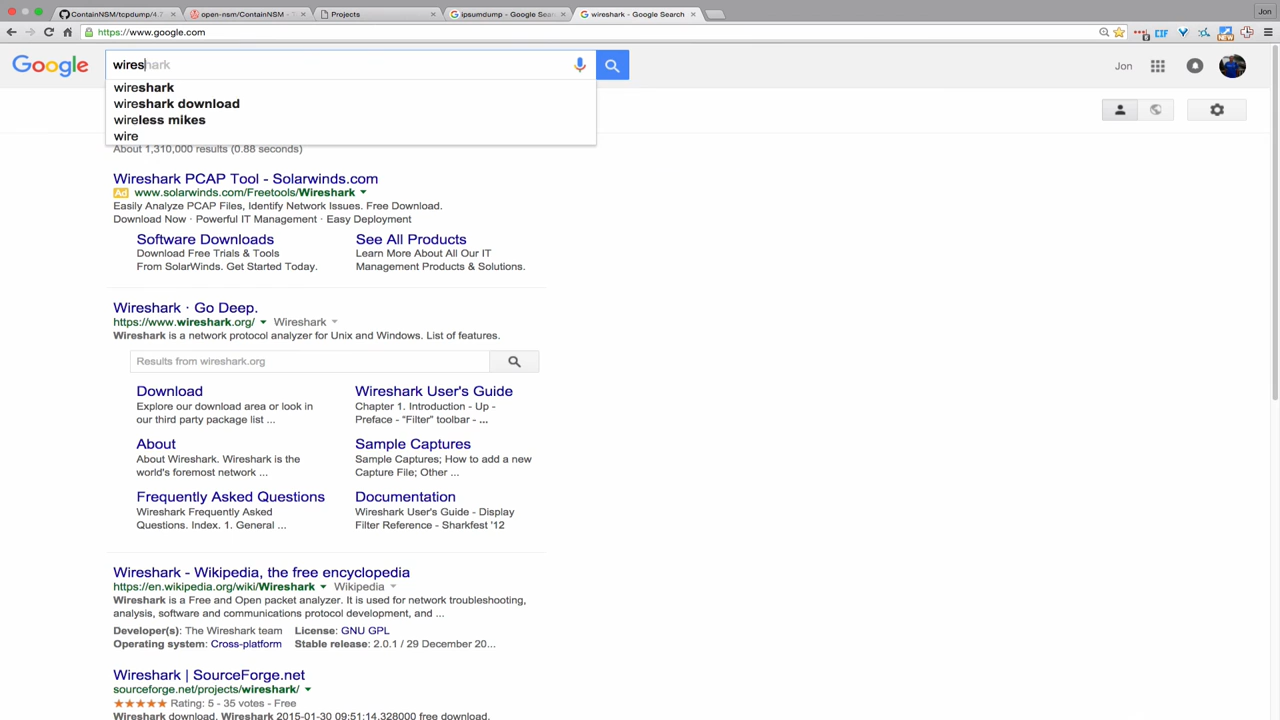 ContainNSM/tcpdump/4.7
open-nsm/ContainNSM - T
Projects
ipsumdump - Google Sear
wireshark - Google Search
Jon
https://www.google.com
CIF
NEW
Google
wireshark
Jon
wireshark
wireshark download
wireless mikes
wire
About 1,310,000 results (0.88 seconds)
Wireshark PCAP Tool - Solarwinds.com
Ad www.solarwinds.com/Freetools/Wireshark
Easily Analyze PCAP Files, Identify Network Issues. Free Download.
Download Now · Powerful IT Management · Easy Deployment
Software Downloads
Download Free Trials & Tools
From SolarWinds. Get Started Today.
See All Products
Learn More About All Our IT
Management Products & Solutions.
Wireshark · Go Deep.
https://www.wireshark.org/ Wireshark
Wireshark is a network protocol analyzer for Unix and Windows. List of features.
Results from wireshark.org
Download
Explore our download area or look in
our third party package list ...
Wireshark User's Guide
Chapter 1. Introduction - Up -
Preface - “Filter” toolbar - ...
About
About Wireshark. Wireshark is the
world's foremost network ...
Sample Captures
Sample Captures; How to add a new
Capture File; Other ...
Frequently Asked Questions
Wireshark Frequently Asked
Questions. Index. 1. General ...
Documentation
Wireshark User's Guide - Display
Filter Reference - Sharkfest '12
Wireshark - Wikipedia, the free encyclopedia
https://en.wikipedia.org/wiki/Wireshark Wikipedia
Wireshark is a Free and Open packet analyzer. It is used for network troubleshooting,
analysis, software and communications protocol development, and ...
Developer(s): The Wireshark team License: GNU GPL
Operating system: Cross-platform Stable release: 2.0.1 / 29 December 20...
Wireshark | SourceForge.net
sourceforge.net/projects/wireshark/
Rating: 5 - 35 votes - Free
Wireshark download. Wireshark 2015-01-30 09:51:14.328000 free download.